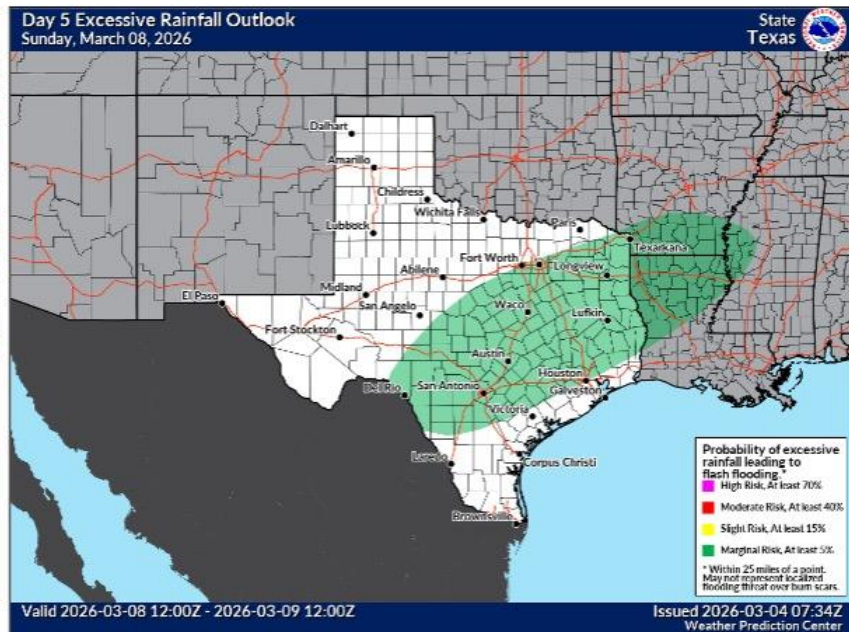 Day 5 Excessive Rainfall Outlook
Sunday, March 08, 2026
State
Texas
Dalhart
Amarillo
Childress
Wichita Falls
Lubbock
Paris
Texarkana
Fort Worth
Longview
Abilene
Midland
El Paso
San Angelo
Waco
Lufkin
Fort Stockton
Austin
Houston
Del Rio
San Antonio
Galveston
Victoria
Laredo
Corpus Christi
Brownsville
Probability of excessive
rainfall leading to
flash flooding.*
High Risk, At least 70%
Moderate Risk, At least 40%
Slight Risk, At least 15%
Marginal Risk, At least 5%
* Within 25 miles of a point.
May not represent localized
flooding threat over burn scars.
Valid 2026-03-08 12:00Z - 2026-03-09 12:00Z
Issued 2026-03-04 07:34Z
Weather Prediction Center